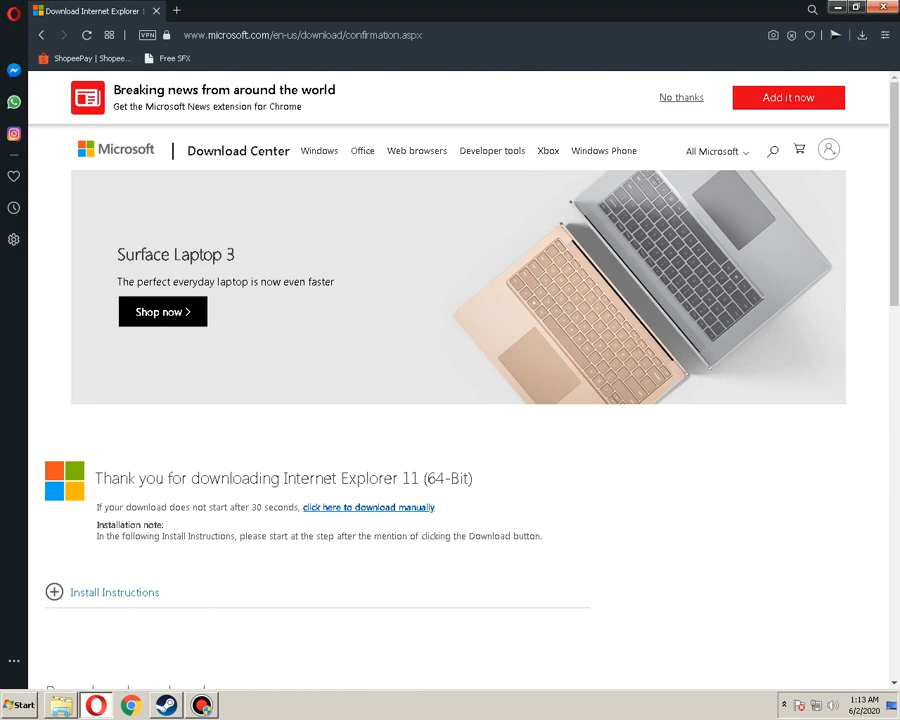 Download Internet Explorer
VPN
www.microsoft.com/en-us/download/confirmation.aspx
ShopeePay | Shopee...
Free SFX
Breaking news from around the world
Get the Microsoft News extension for Chrome
No thanks
Add it now
Microsoft
Download Center
Windows
Office
Web browsers
Developer tools
Xbox
Windows Phone
All Microsoft
Surface Laptop 3
The perfect everyday laptop is now even faster
Shop now >
Thank you for downloading Internet Explorer 11 (64-Bit)
If your download does not start after 30 seconds, click here to download manually
Installation note:
In the following Install Instructions, please start at the step after the mention of clicking the Download button.
Install Instructions
Start
1:13 AM
6/2/2020